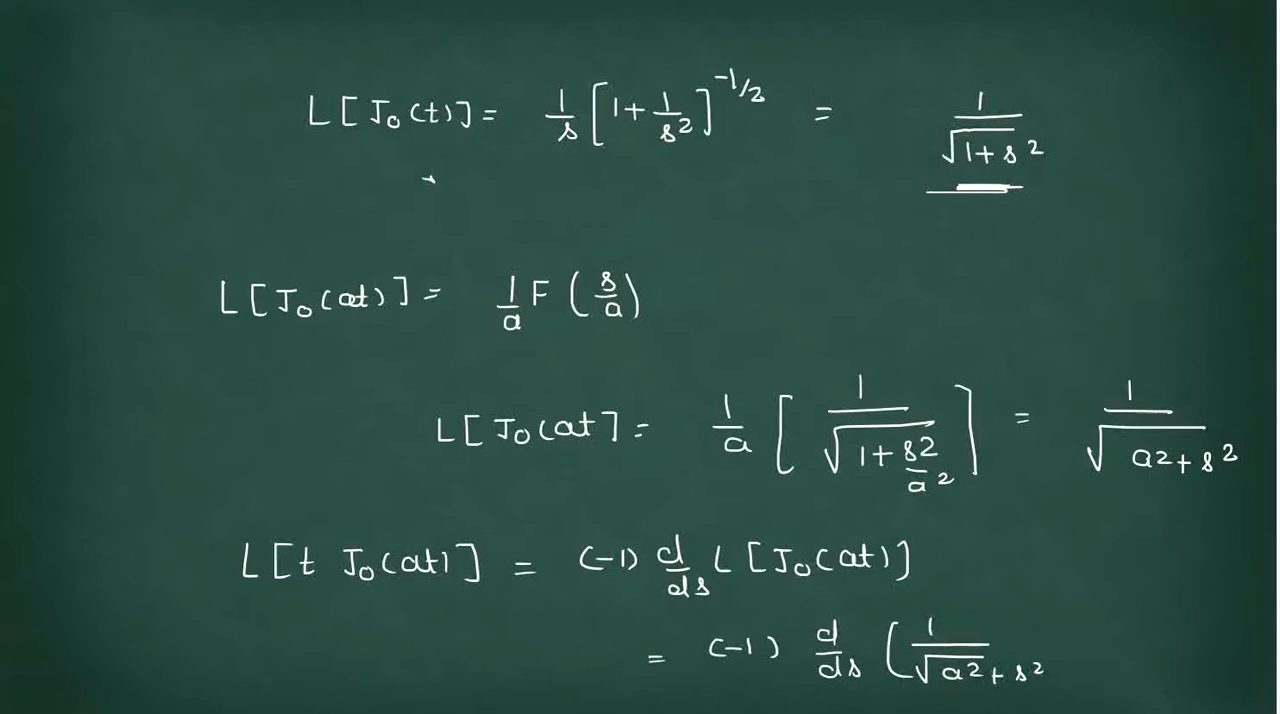 L[J₀(t)] = 1/s [1+1/s²]^-1/2 = 1/√1+s²
L[J₀(at)] = 1/a F(s/a)
L[J₀(at] = 1/a [1/√1+s²/a²] = 1/√a²+s²
L[t J₀(at)] = (-1) d/ds L[J₀(at)]
= (-1) d/ds (1/√a²+s²